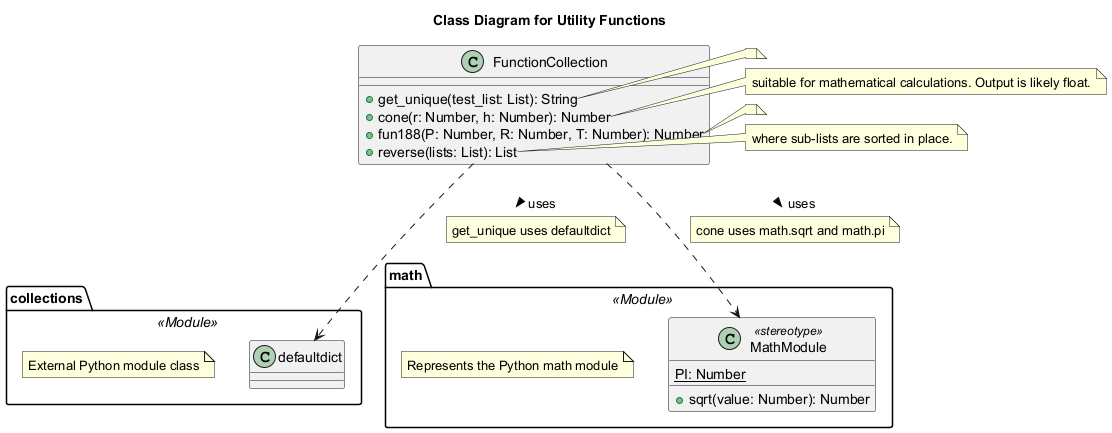 Class Diagram for Utility Functions
C FunctionCollection
get_unique(test_list: List): String
cone(r: Number, h: Number): Number
fun188(P: Number, R: Number, T: Number): Number
reverse(lists: List): List
suitable for mathematical calculations. Output is likely float.
where sub-lists are sorted in place.
uses
get_unique uses defaultdict
uses
cone uses math.sqrt and math.pi
collections
«Module»
External Python module class
C defaultdict
math
«Module»
Represents the Python math module
«stereotype»
C MathModule
PI: Number
sqrt(value: Number): Number